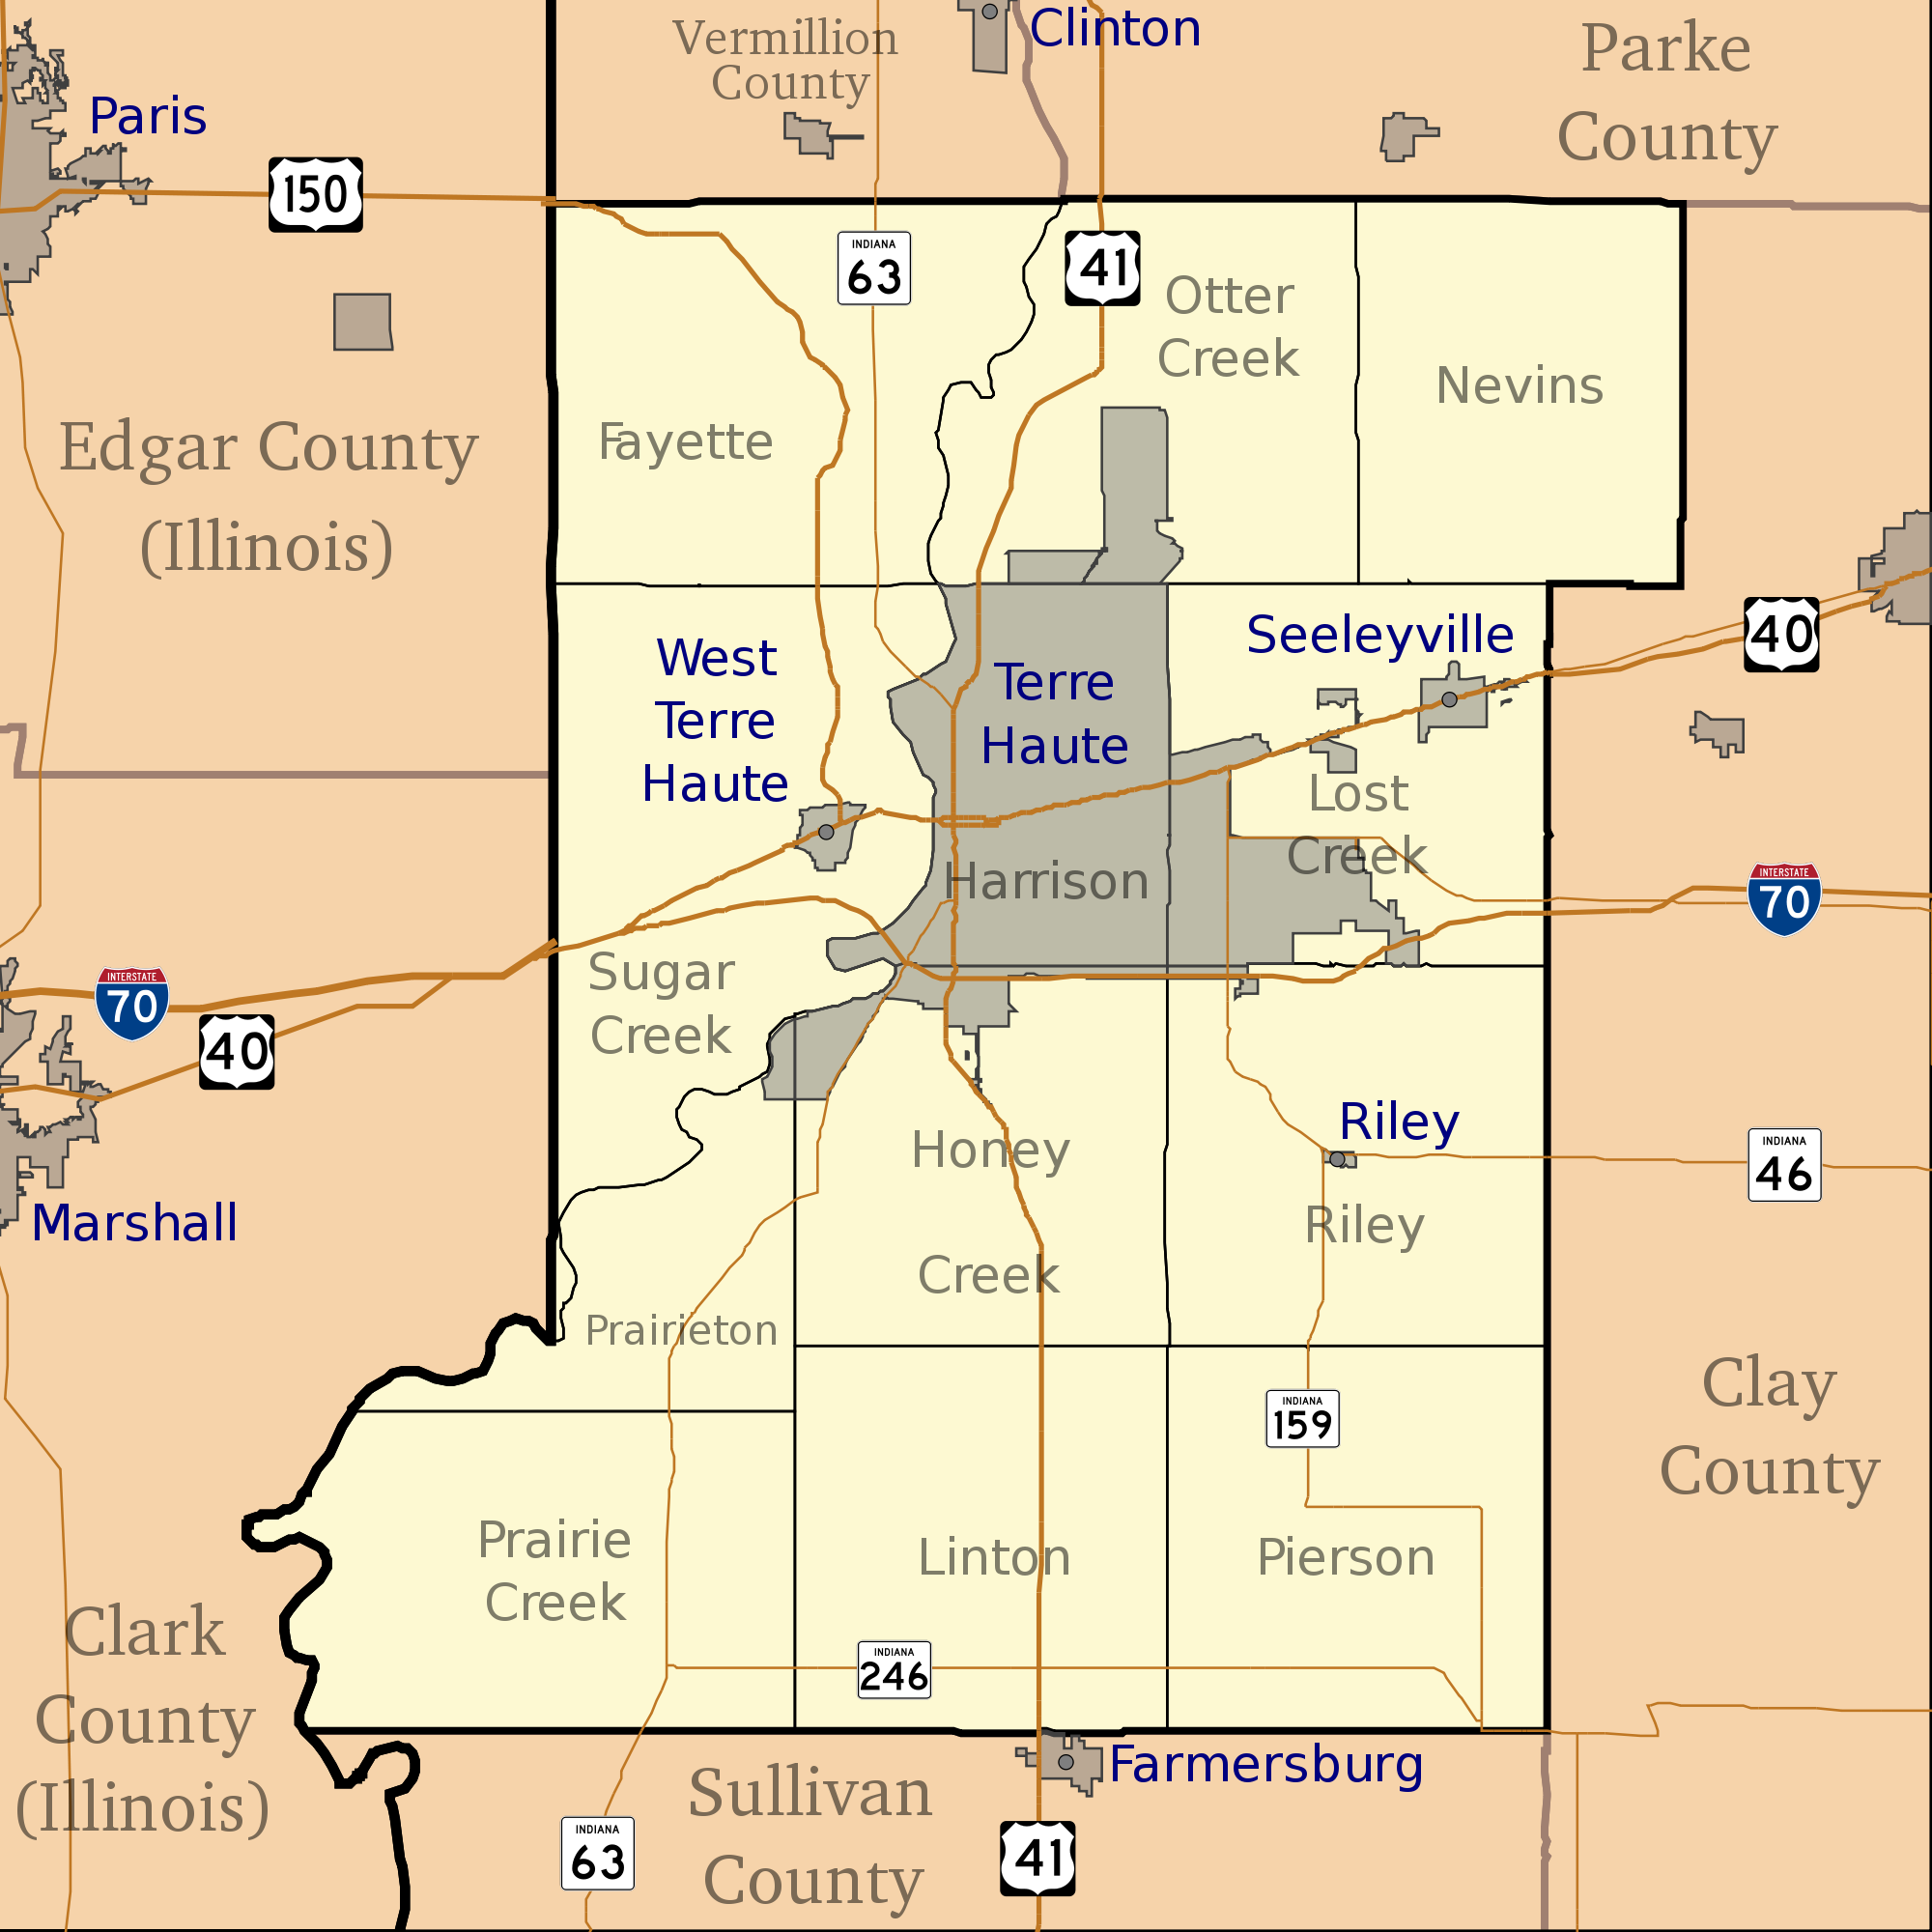 Clinton
Vermillion
County
Parke
County
Paris
150
INDIANA
63
41
Otter
Creek
Nevins
Fayette
Edgar County
(Illinois)
West
Terre
Haute
Terre
Haute
Seeleyville
40
Lost
Creek
Harrison
INTERSTATE
70
Sugar
Creek
INTERSTATE
70
40
Honey
Creek
Riley
Riley
INDIANA
46
Marshall
Prairieton
INDIANA
159
Clay
County
Prairie
Creek
Linton
Pierson
Clark
County
(Illinois)
INDIANA
246
Farmersburg
Sullivan
County
INDIANA
63
41